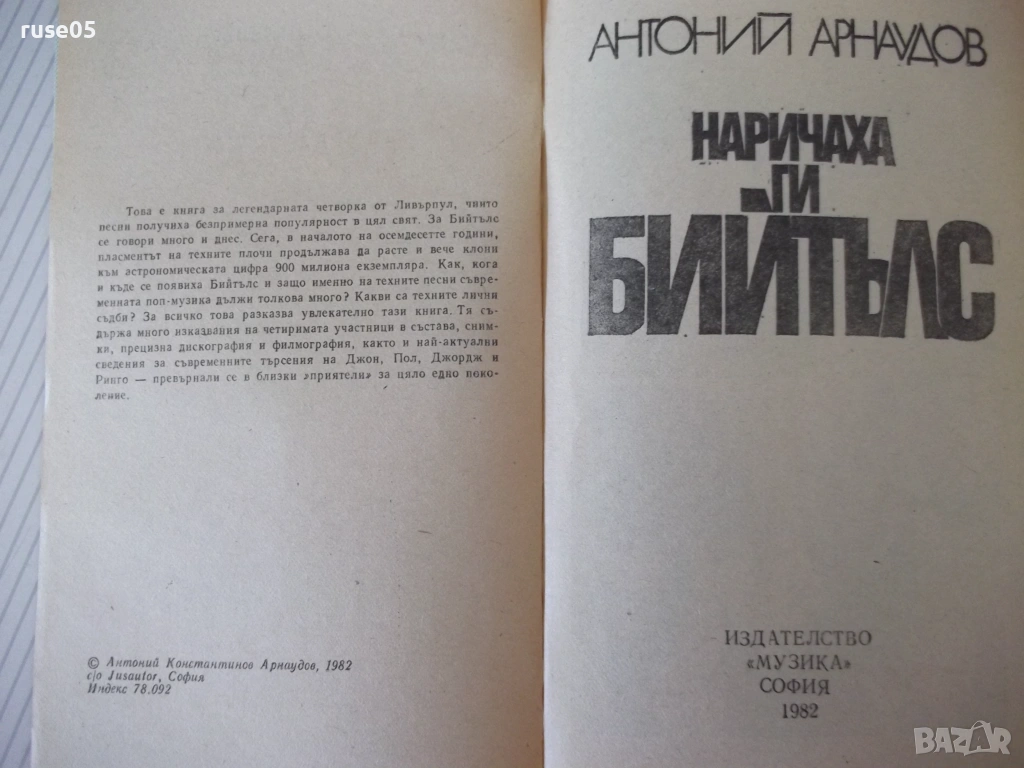 ruse05
Това е книга за легендарната четворка от Ливърпул, чиито
песни получиха безпримерна популярност в цял свят. За Бийтълс
се говори много и днес. Сега, в началото на осемдесетте години,
пласментът на техните плочи продължава да расте и вече клони
към астрономическата цифра 900 милиона екземпляра. Как, кога
и къде се появиха Бийтълс и защо именно на техните песни съвре-
менната поп-музика дължи толкова много? Какви са техните лични
съдби? За всичко това разказва увлекателно тази книга. Тя съ-
държа много изказвания на четиримата участници в състава, сним-
ки, прецизна дискография и филмография, както и най-актуални
сведения за съвременните търсения на Джон, Пол, Джордж и
Ринго — превърнали се в близки »приятели« за цяло едно поко-
ление.
© Антоний Константинов Арнаудов, 1982
c/o Jusautor, София
Индекс 78.092
АНТОНИЙ АРНАУДОВ
НАРИЧАХА
ГИ
БИЙТЪЛС
ИЗДАТЕЛСТВО
«МУЗИКА»
СОФИЯ
1982
BAZAR